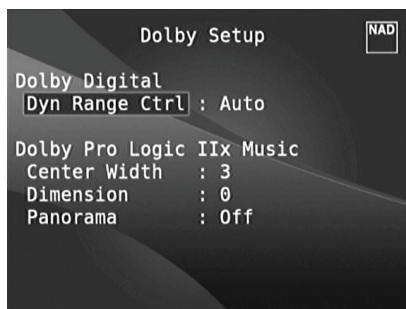 Dolby Setup
NAD
Dolby Digital
Dyn Range Ctrl : Auto
Dolby Pro Logic IIx Music
Center Width : 3
Dimension : 0
Panorama : Off